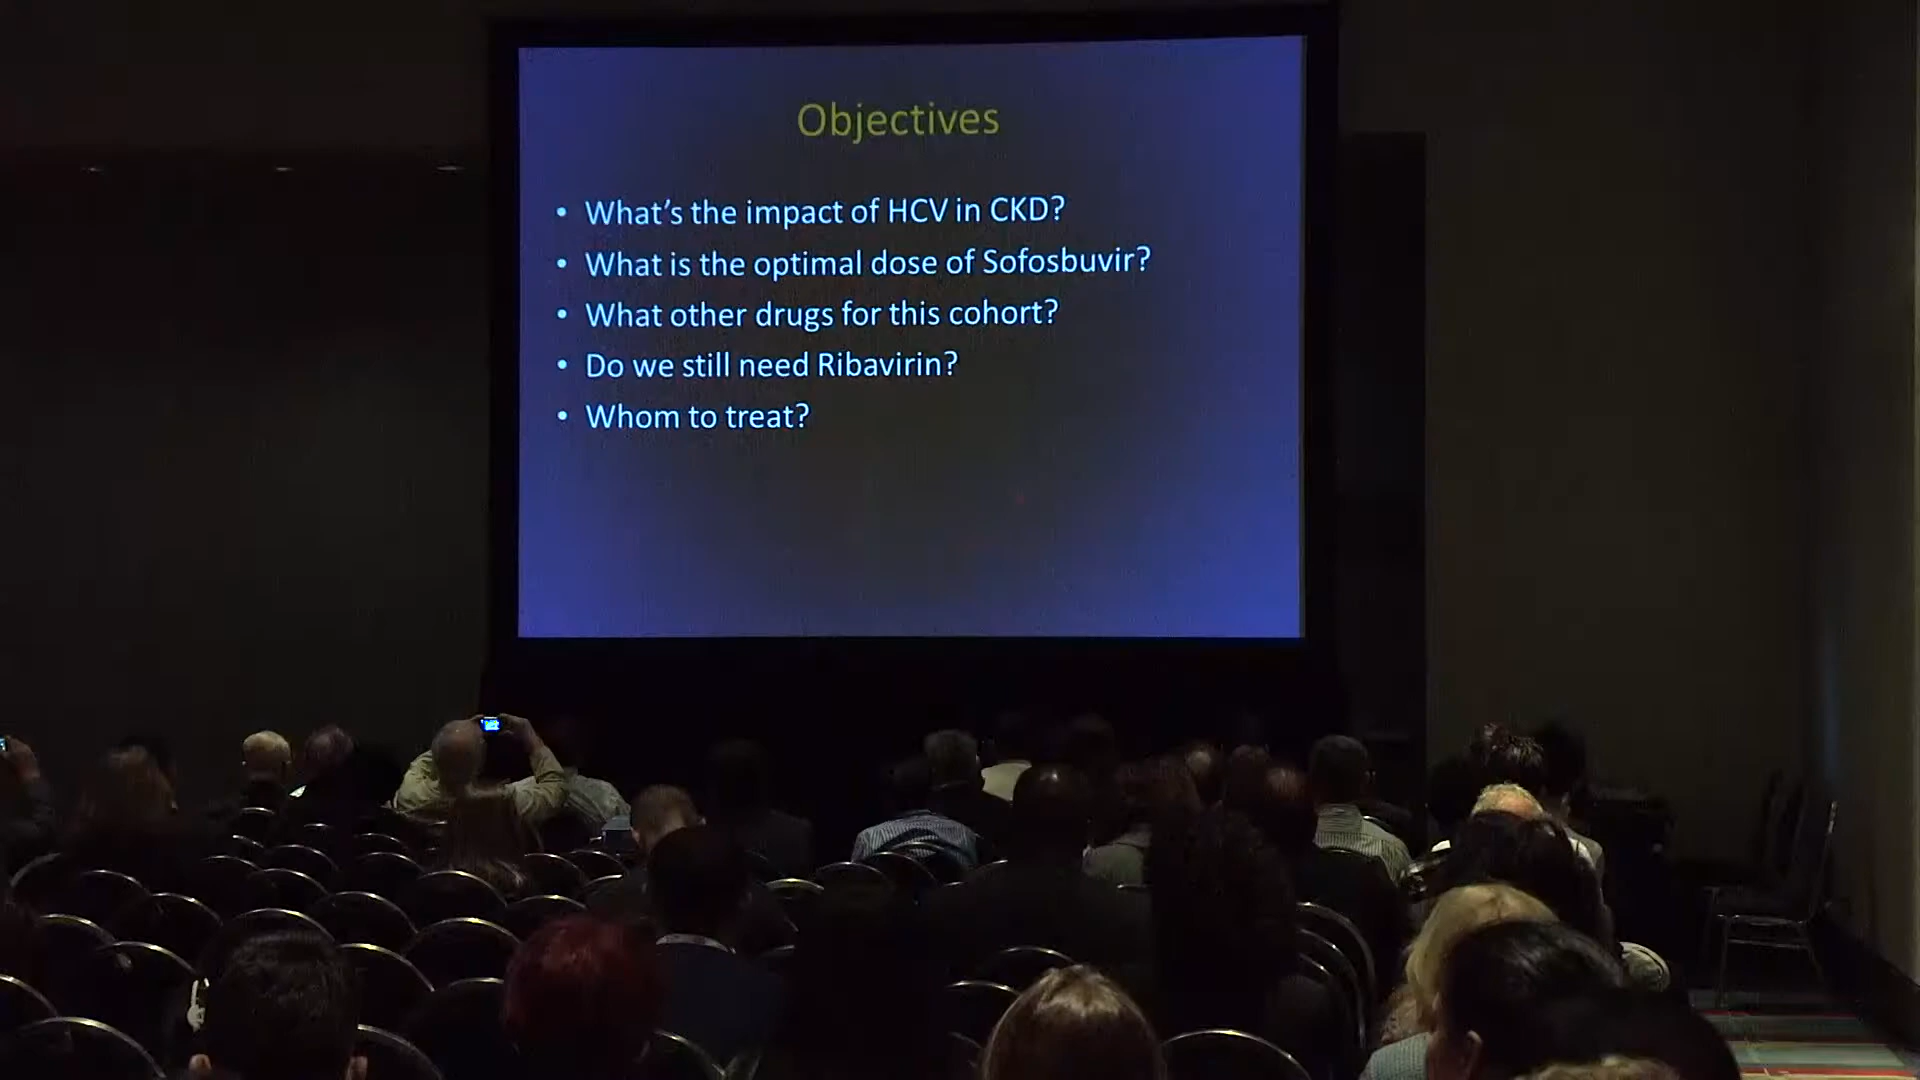 Objectives
• What's the impact of HCV in CKD?
• What is the optimal dose of Sofosbuvir?
• What other drugs for this cohort?
• Do we still need Ribavirin?
• Whom to treat?